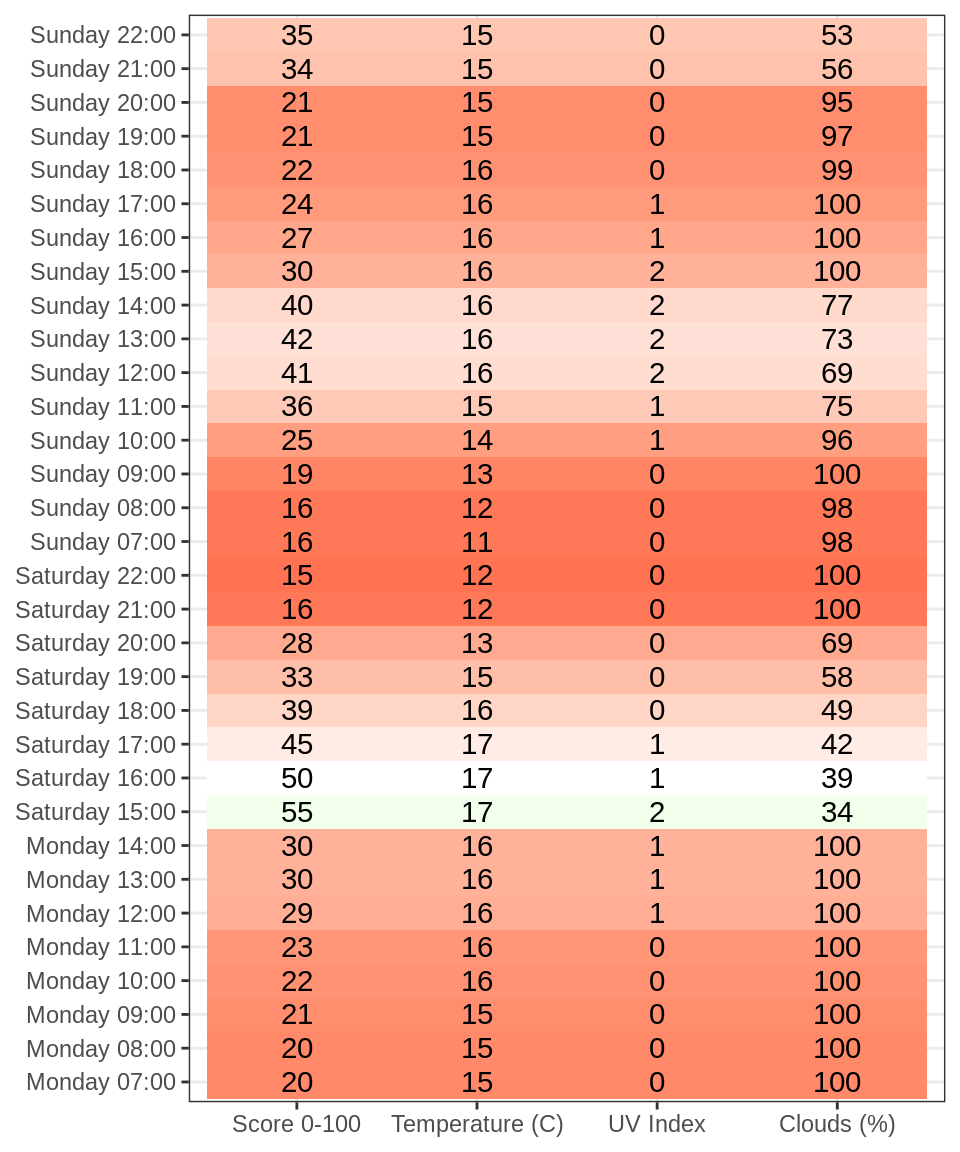 Sunday 22:00 35 15 0 53
Sunday 21:00 34 15 0 56
Sunday 20:00 21 15 0 95
Sunday 19:00 21 15 0 97
Sunday 18:00 22 16 0 99
Sunday 17:00 24 16 1 100
Sunday 16:00 27 16 1 100
Sunday 15:00 30 16 2 100
Sunday 14:00 40 16 2 77
Sunday 13:00 42 16 2 73
Sunday 12:00 41 16 2 69
Sunday 11:00 36 15 1 75
Sunday 10:00 25 14 1 96
Sunday 09:00 19 13 0 100
Sunday 08:00 16 12 0 98
Sunday 07:00 16 11 0 98
Saturday 22:00 15 12 0 100
Saturday 21:00 16 12 0 100
Saturday 20:00 28 13 0 69
Saturday 19:00 33 15 0 58
Saturday 18:00 39 16 0 49
Saturday 17:00 45 17 1 42
Saturday 16:00 50 17 1 39
Saturday 15:00 55 17 2 34
Monday 14:00 30 16 1 100
Monday 13:00 30 16 1 100
Monday 12:00 29 16 1 100
Monday 11:00 23 16 0 100
Monday 10:00 22 16 0 100
Monday 09:00 21 15 0 100
Monday 08:00 20 15 0 100
Monday 07:00 20 15 0 100
Score 0-100 Temperature (C) UV Index Clouds (%)